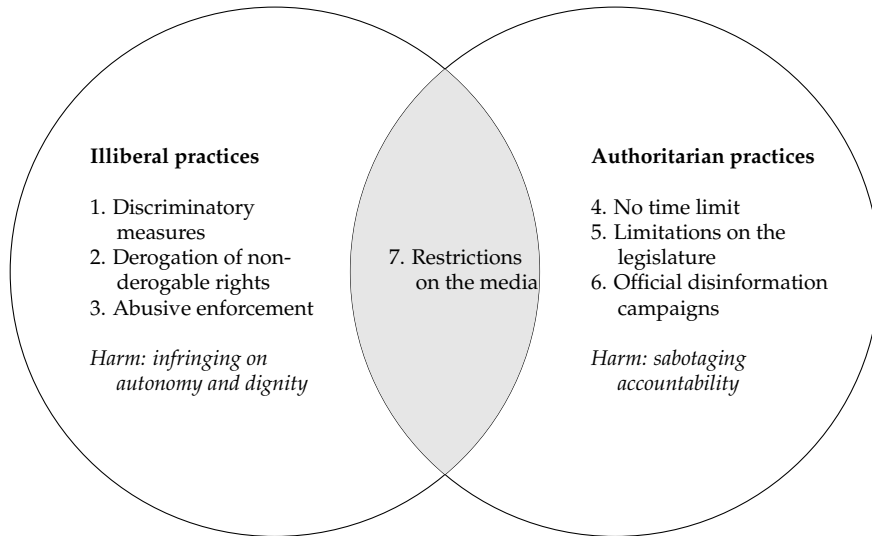 Illiberal practices
1. Discriminatory
measures
2. Derogation of non-
derogable rights
3. Abusive enforcement
Harm: infringing on
autonomy and dignity
7. Restrictions
on the media
Authoritarian practices
4. No time limit
5. Limitations on the
legislature
6. Official disinformation
campaigns
Harm: sabotaging
accountability